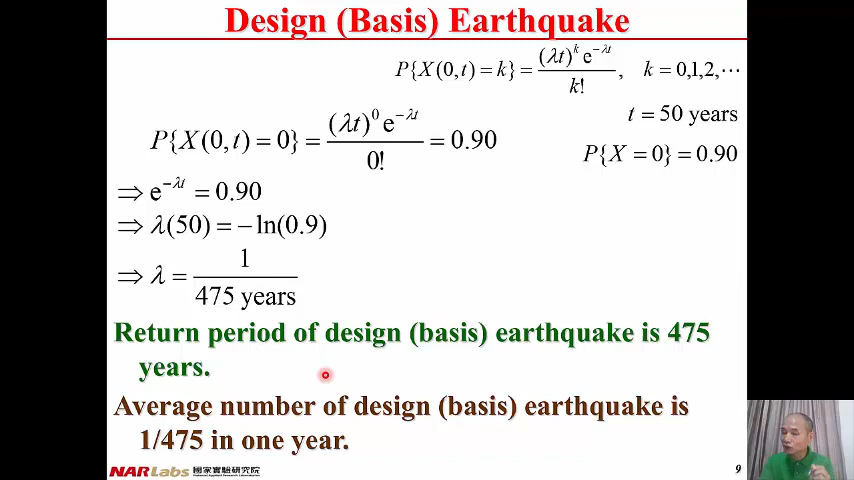 Design (Basis) Earthquake
P{X(0,t) = k} = (λt)^k e^{−λt} / k! , k = 0,1,2,⋯
t = 50 years
P{X(0,t) = 0} = (λt)^0 e^{−λt} / 0! = 0.90
P{X = 0} = 0.90
⇒ e^{−λt} = 0.90
⇒ λ(50) = − ln(0.9)
⇒ λ = 1 / 475 years
Return period of design (basis) earthquake is 475
years.
Average number of design (basis) earthquake is
1/475 in one year.
NARLabs 國家實驗研究院
9